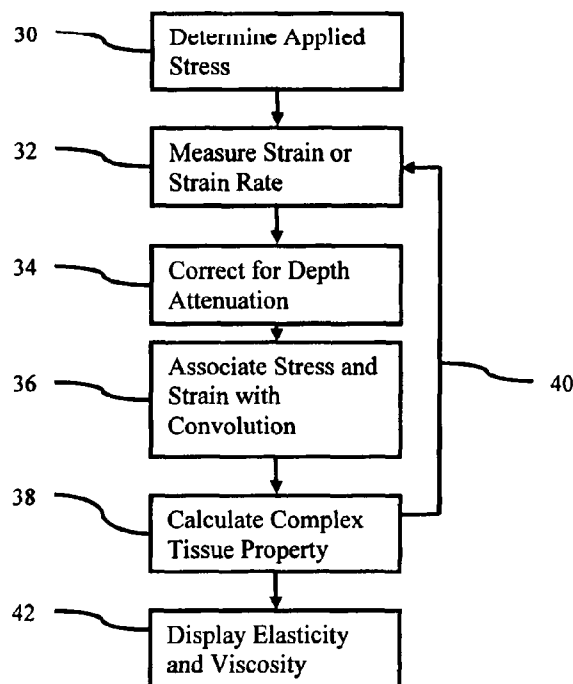 30
Determine Applied
Stress
32
Measure Strain or
Strain Rate
34
Correct for Depth
Attenuation
36
Associate Stress and
Strain with
Convolution
40
38
Calculate Complex
Tissue Property
42
Display Elasticity
and Viscosity